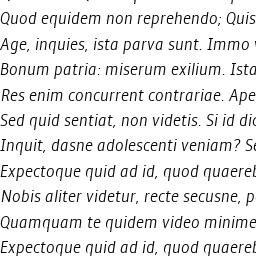 Quod equidem non reprehendo; Quis
Age, inquies, ista parva sunt. Immo
Bonum patria: miserum exilium. Ista
Res enim concurrent contrariae. Ape
Sed quid sentiat, non videtis. Si id dic
Inquit, dasne adolescenti veniam? Se
Expectoque quid ad id, quod quaereb
Nobis aliter videtur, recte secusne, p
Quamquam te quidem video minime
Expectoque quid ad id, quod quaereb